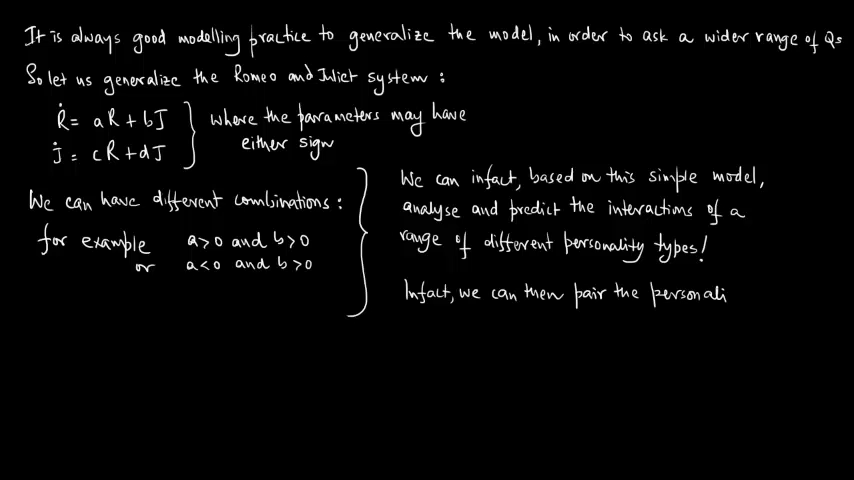 It is always good modelling practice to generalize the model, in order to ask a wider range of Qs
So let us generalize the Romeo and Juliet system :
Ṙ = aR + bJ
J̇ = cR + dJ
where the parameters may have
either sign
We can have different combinations :
for example a>0 and b>0
or a<0 and b>0
We can infact, based on this simple model,
analyse and predict the interactions of a
range of different personality types!
Infact, we can then pair the personali